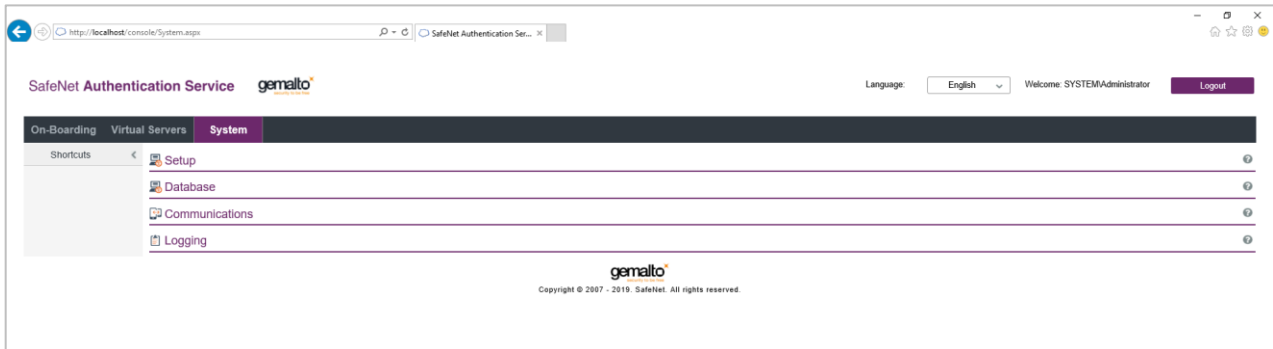 http://localhost/console/System.aspx
SafeNet Authentication Ser...
SafeNet Authentication Service
gemalto
Language:
English
Welcome: SYSTEM\Administrator
Logout
On-Boarding
Virtual Servers
System
Shortcuts
Setup
Database
Communications
Logging
gemalto
Copyright © 2007 - 2019. SafeNet. All rights reserved.